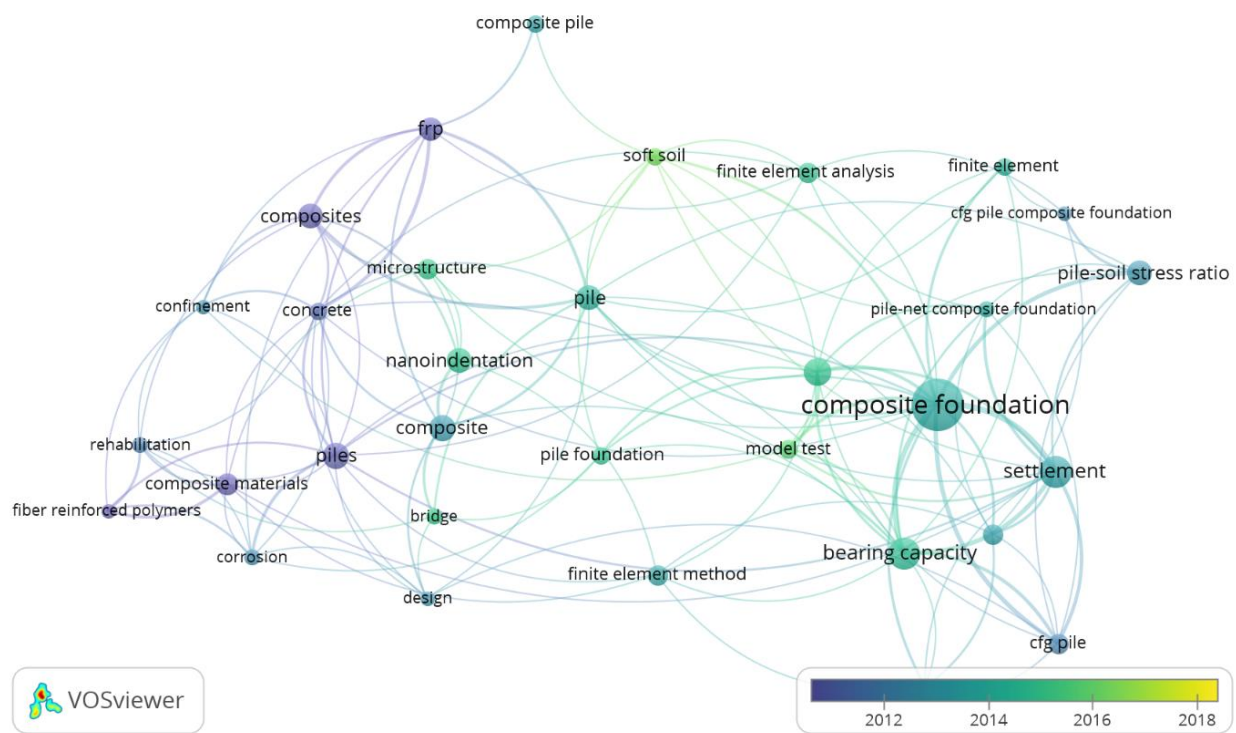 composite pile
frp
soft soil
finite element analysis
finite element
composites
cfg pile composite foundation
microstructure
pile-soil stress ratio
pile
confinement
concrete
pile-net composite foundation
nanoindentation
composite foundation
composite
rehabilitation
piles
pile foundation
model test
settlement
composite materials
fiber reinforced polymers
bridge
corrosion
bearing capacity
finite element method
design
cfg pile
VOSviewer
2012 2014 2016 2018